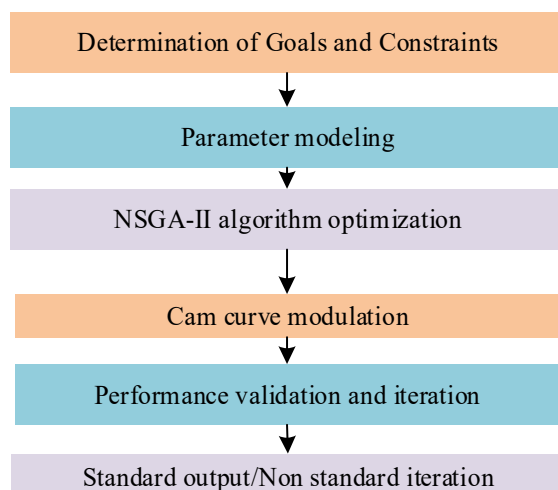 Determination of Goals and Constraints
Parameter modeling
NSGA-II algorithm optimization
Cam curve modulation
Performance validation and iteration
Standard output/Non standard iteration